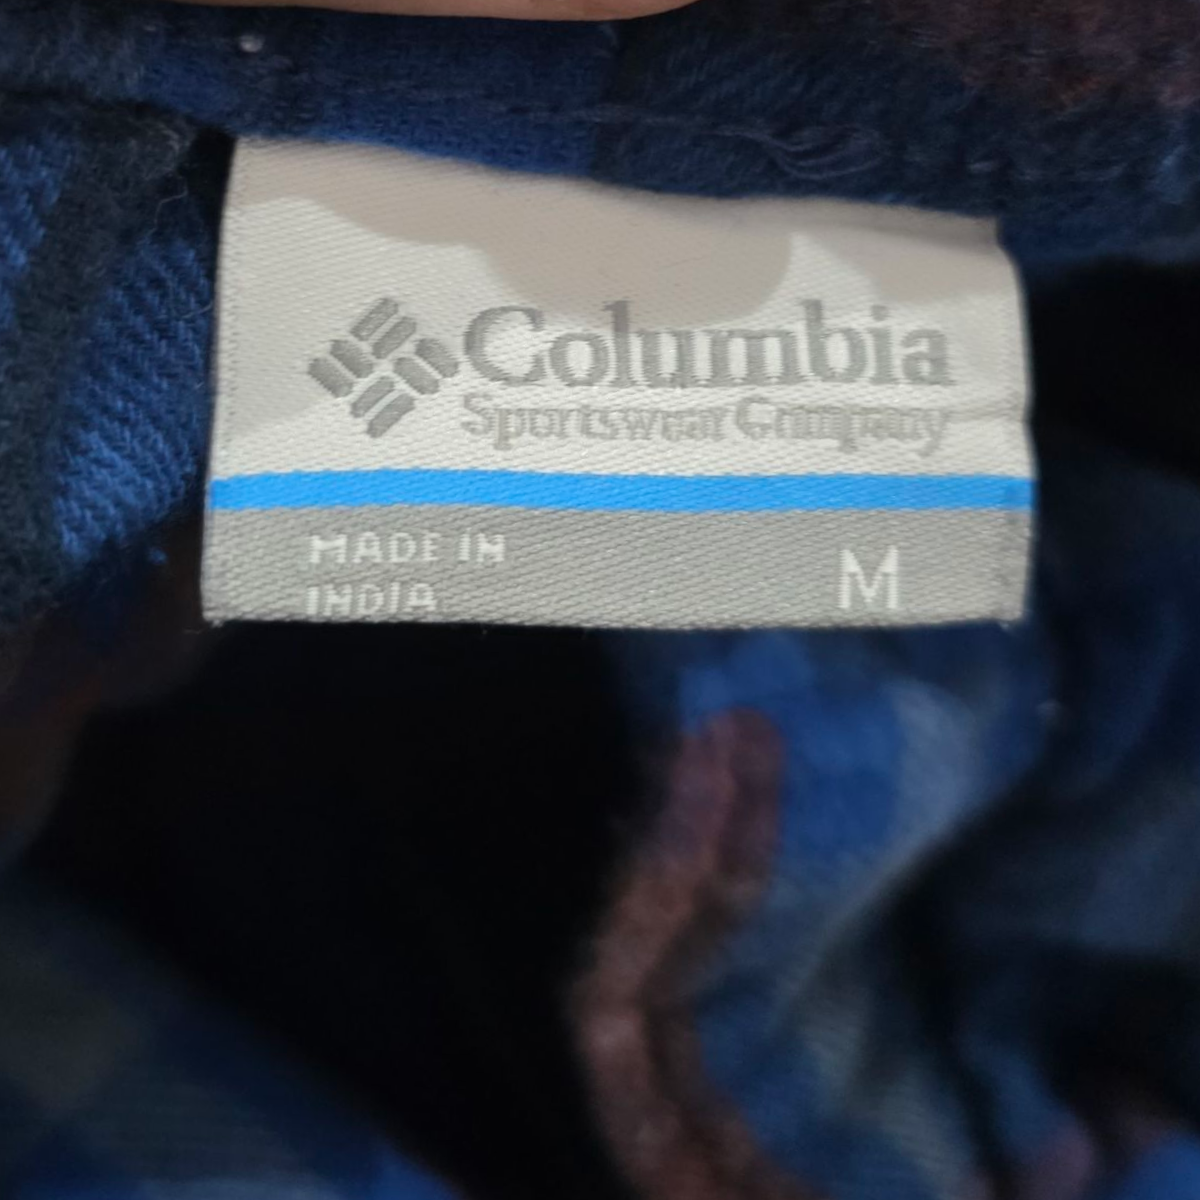 Columbia
Sportswear Company
MADE IN
INDIA
M